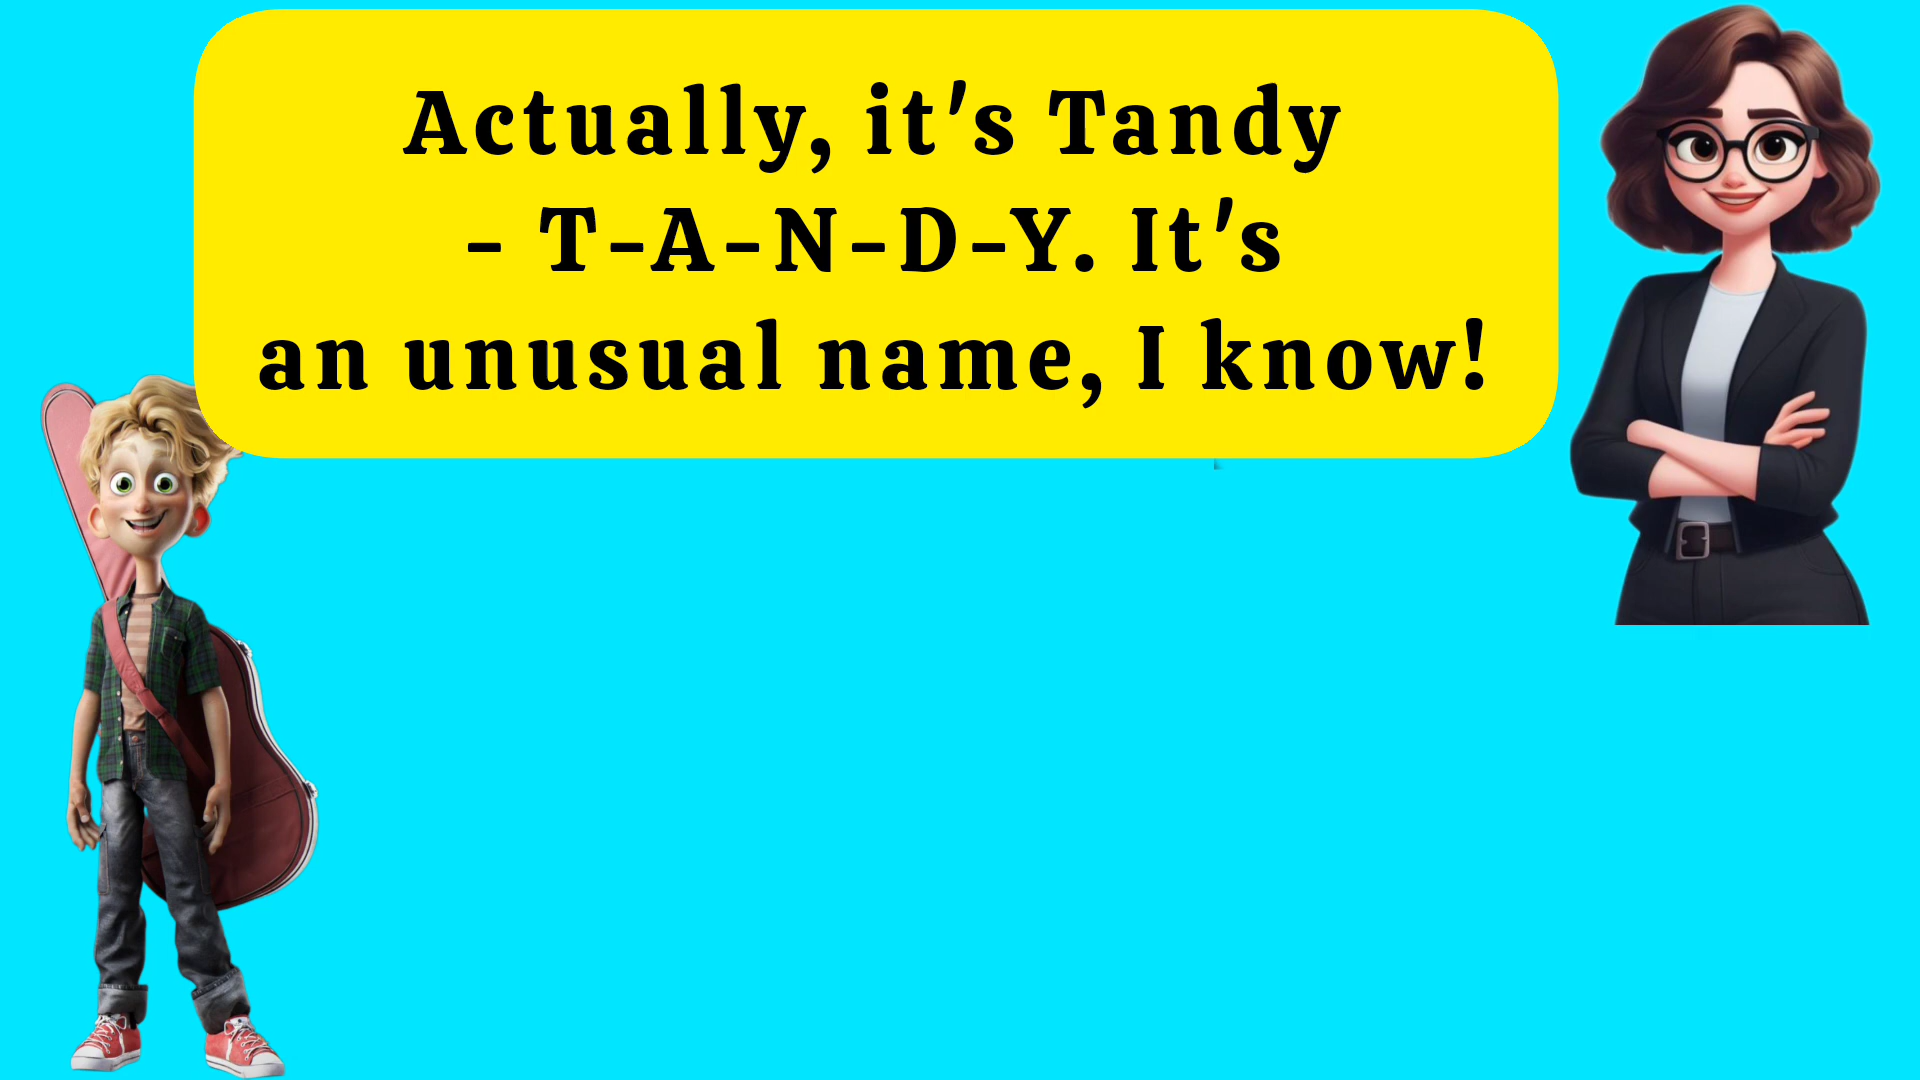 Actually, it's Tandy
- T-A-N-D-Y. It's
an unusual name, I know!